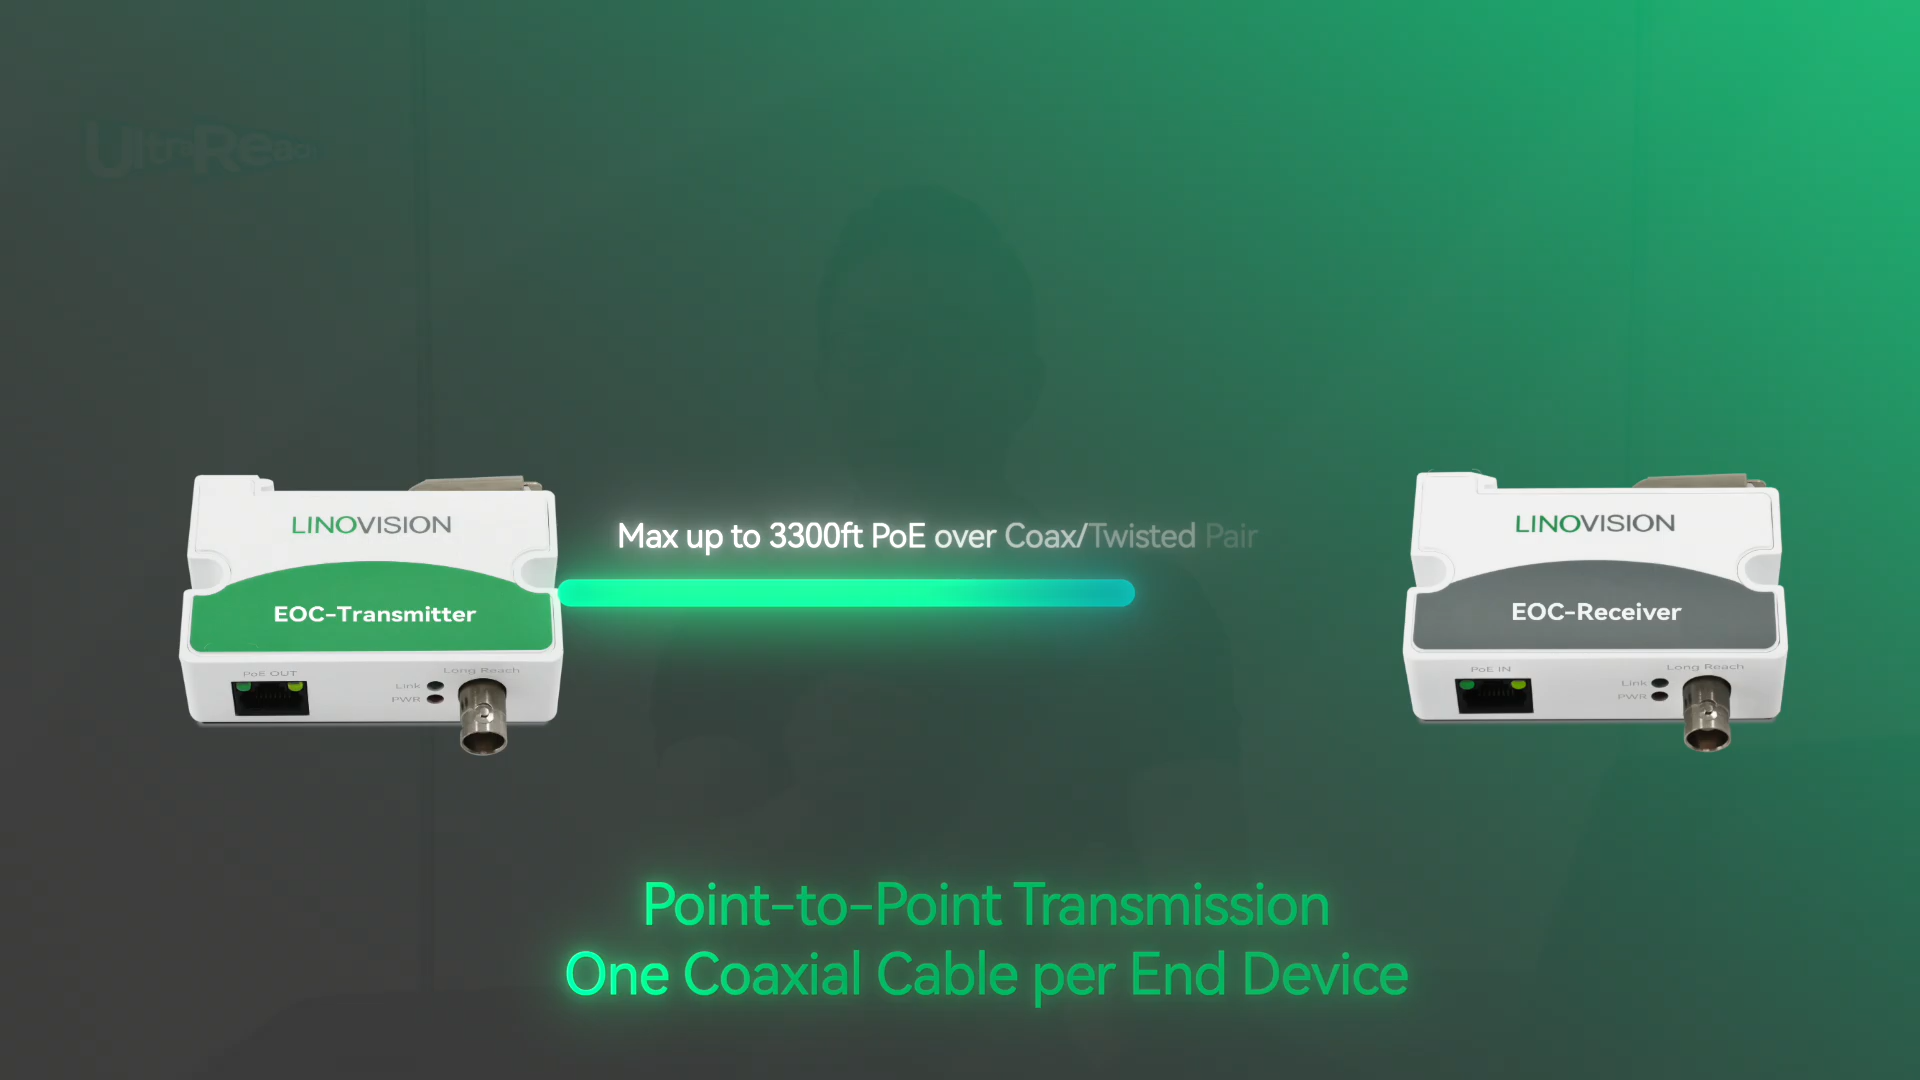 UltraReach
Max up to 3300ft PoE over Coax/Twisted Pair
LINOVISION
EOC-Transmitter
PoE OUT
Long Reach
Link
PWR
LINOVISION
EOC-Receiver
PoE IN
Long Reach
Link
PWR
Point-to-Point Transmission
One Coaxial Cable per End Device